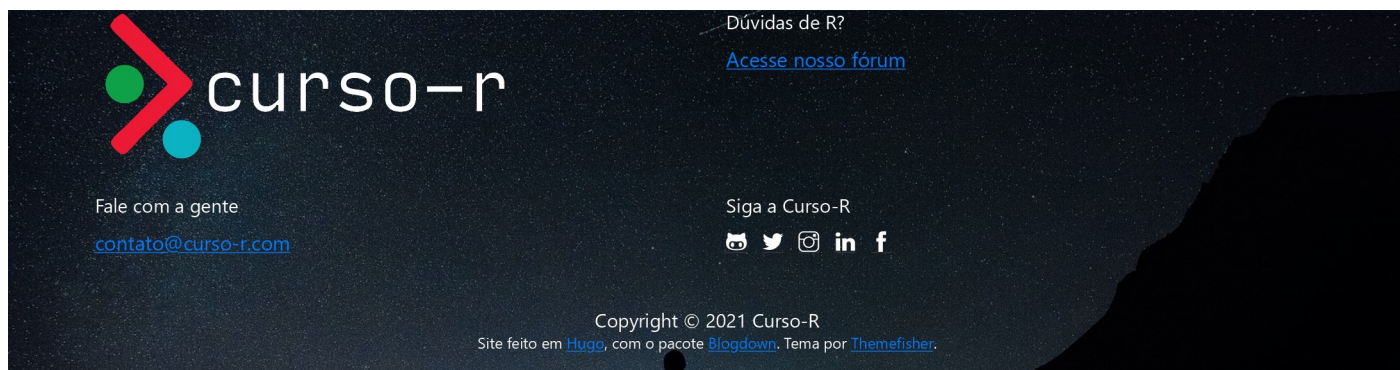 curso-r
Dúvidas de R?
Acesse nosso fórum
Fale com a gente
contato@curso-r.com
Siga a Curso-R
Copyright © 2021 Curso-R
Site feito em Hugo, com o pacote Blogdown. Tema por Themefisher.